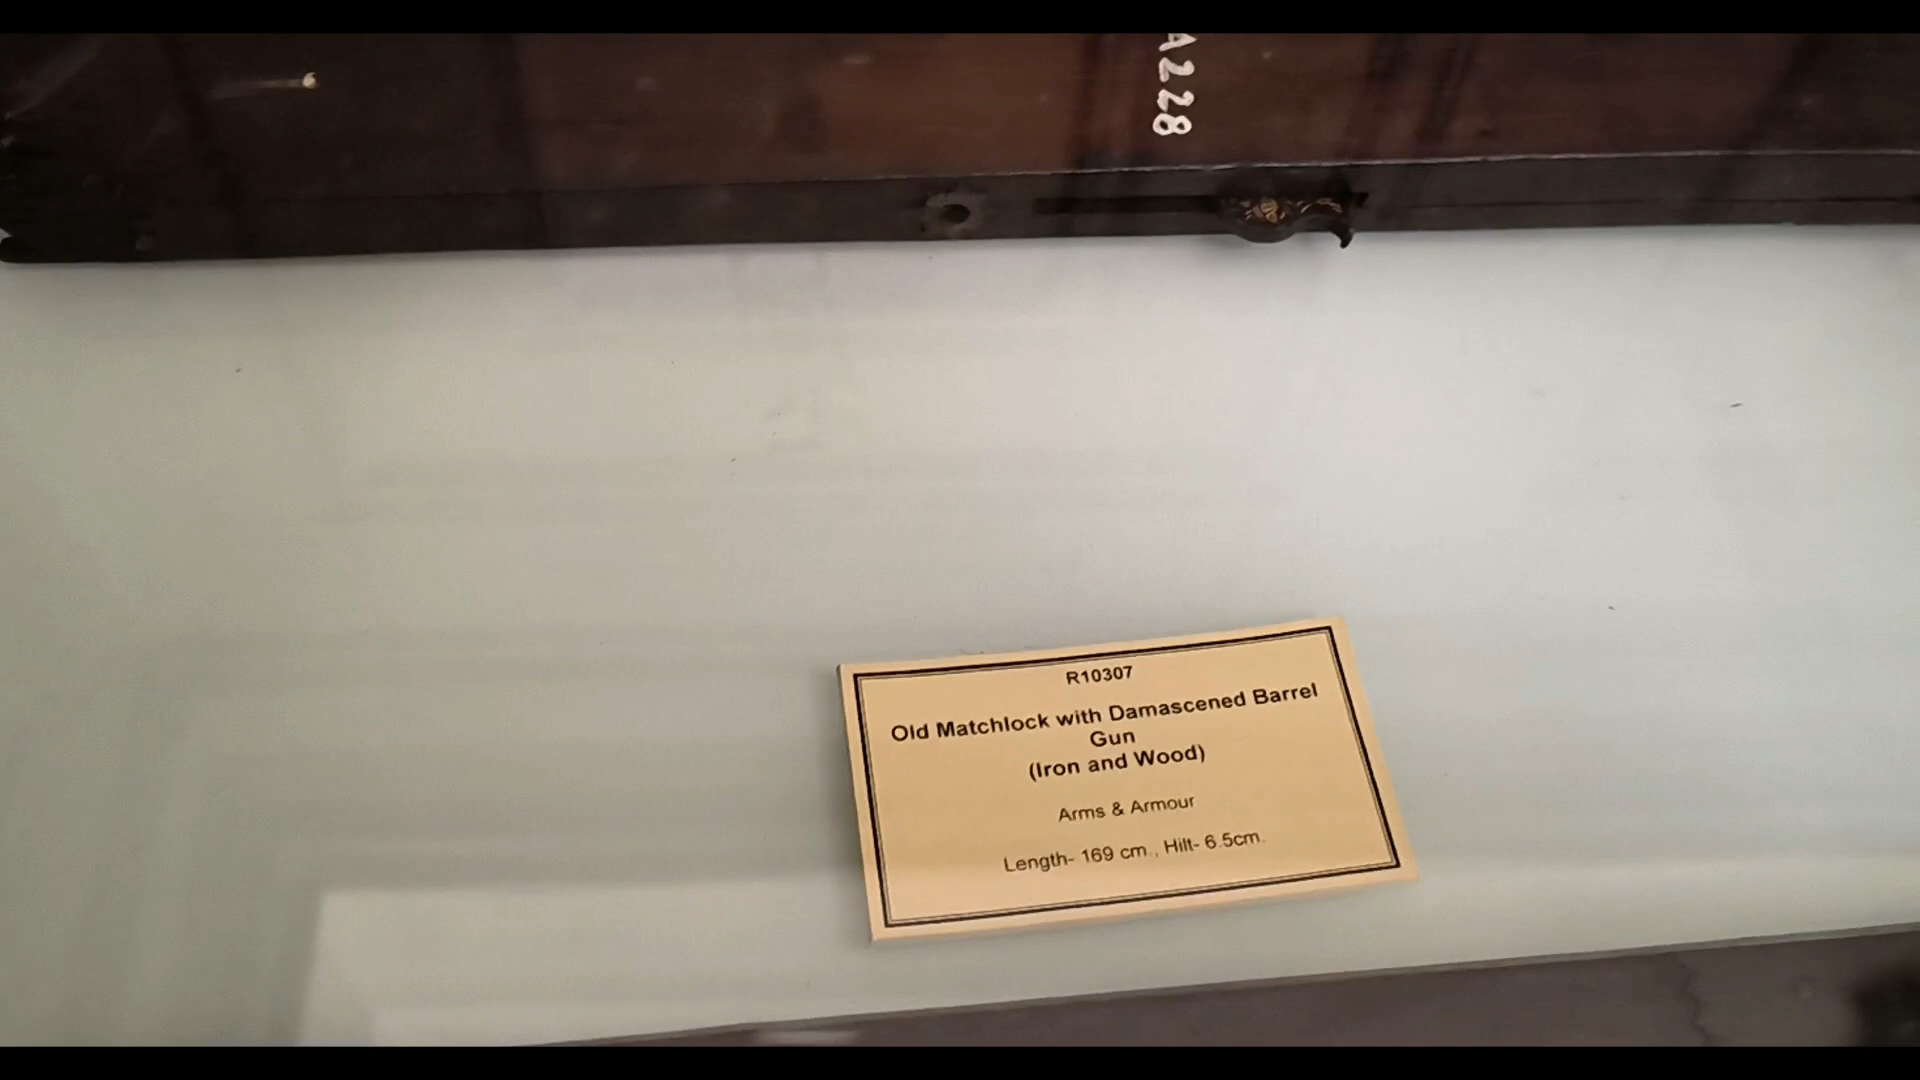 A228
R10307
Old Matchlock with Damascened Barrel
Gun
(Iron and Wood)
Arms & Armour
Length- 169 cm., Hilt- 6.5cm.